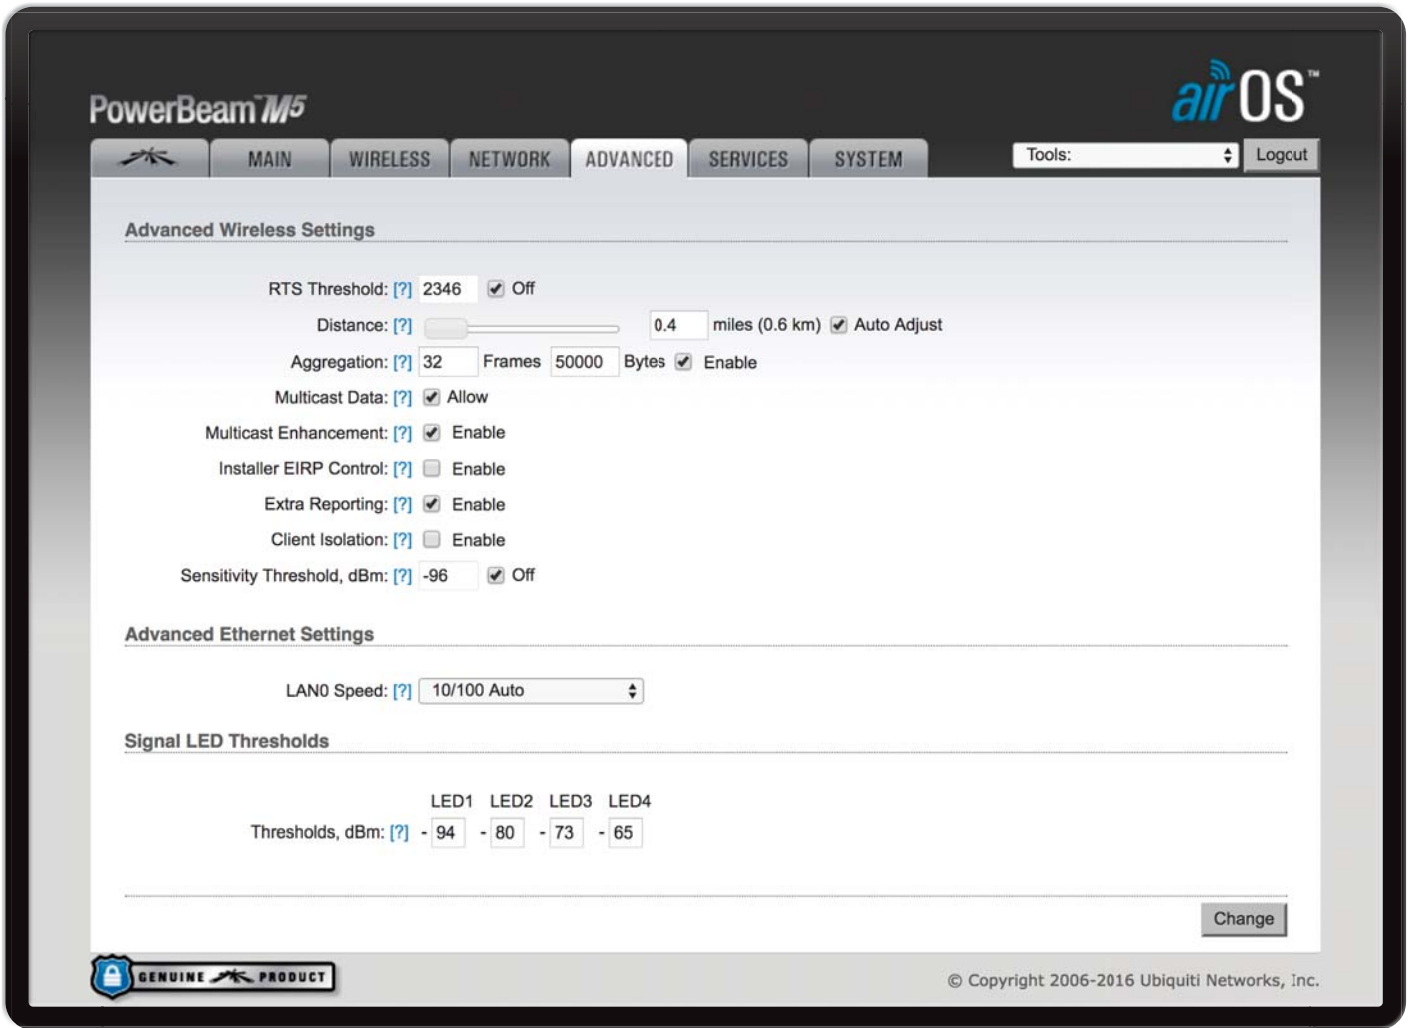 PowerBeam™ M5
airOS™
MAIN WIRELESS NETWORK ADVANCED SERVICES SYSTEM Tools: Logout
Advanced Wireless Settings
RTS Threshold: [?] 2346 Off
Distance: [?] 0.4 miles (0.6 km) Auto Adjust
Aggregation: [?] 32 Frames 50000 Bytes Enable
Multicast Data: [?] Allow
Multicast Enhancement: [?] Enable
Installer EIRP Control: [?] Enable
Extra Reporting: [?] Enable
Client Isolation: [?] Enable
Sensitivity Threshold, dBm: [?] -96 Off
Advanced Ethernet Settings
LAN0 Speed: [?] 10/100 Auto
Signal LED Thresholds
LED1 LED2 LED3 LED4
Thresholds, dBm: [?] - 94 - 80 - 73 - 65
Change
GENUINE PRODUCT
© Copyright 2006-2016 Ubiquiti Networks, Inc.